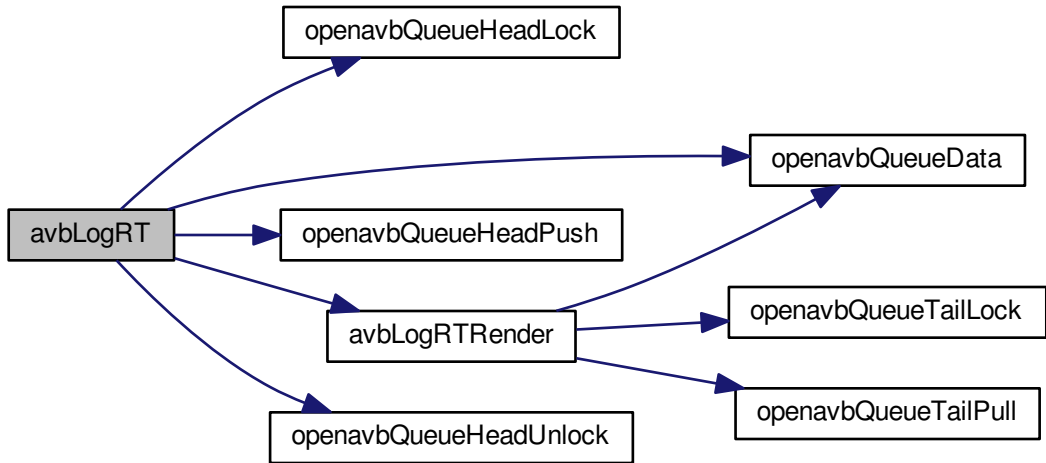 openavbQueueHeadLock
openavbQueueData
avbLogRT
openavbQueueHeadPush
openavbQueueTailLock
avbLogRTRender
openavbQueueTailPull
openavbQueueHeadUnlock